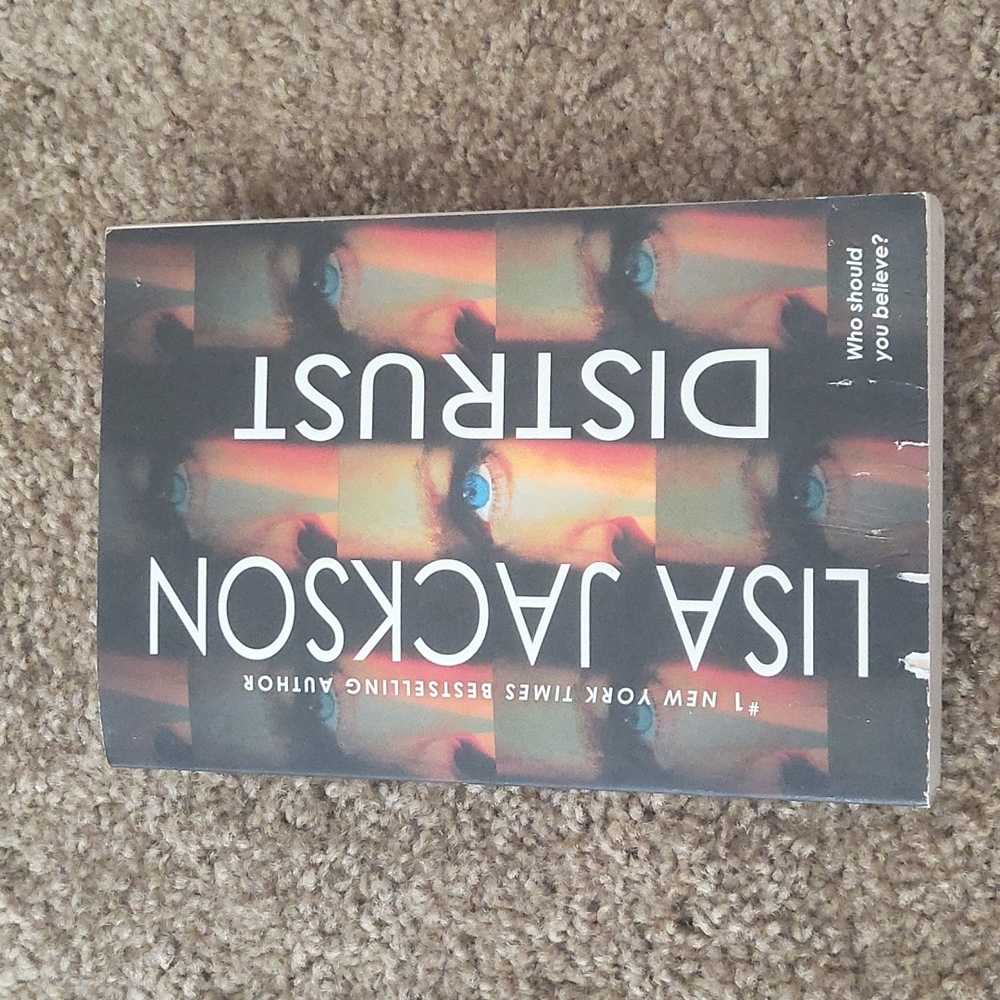 #1 NEW YORK TIMES BESTSELLING AUTHOR
LISA JACKSON
DISTRUST
Who should
you believe?